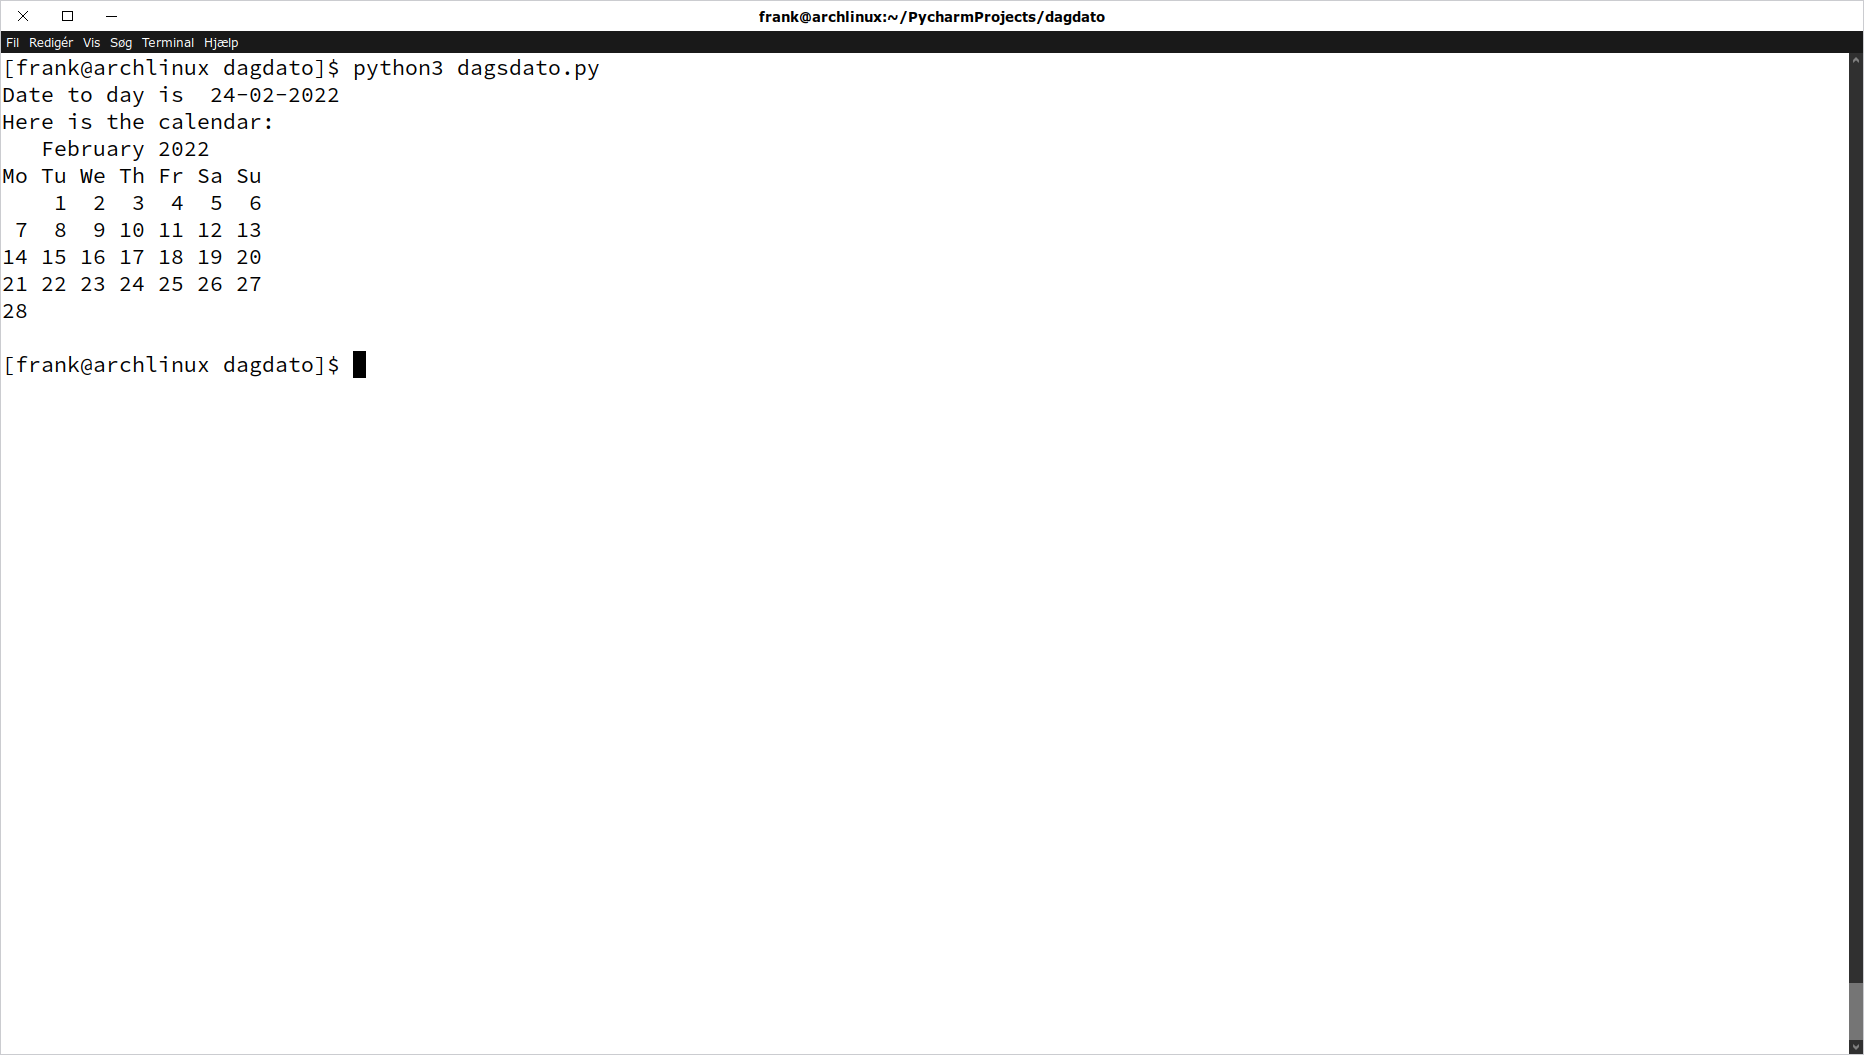 frank@archlinux:~/PycharmProjects/dagdato
Fil Redigér Vis Søg Terminal Hjælp
[frank@archlinux dagdato]$ python3 dagsdato.py
Date to day is  24-02-2022
Here is the calendar:
   February 2022
Mo Tu We Th Fr Sa Su
    1  2  3  4  5  6
 7  8  9 10 11 12 13
14 15 16 17 18 19 20
21 22 23 24 25 26 27
28
[frank@archlinux dagdato]$